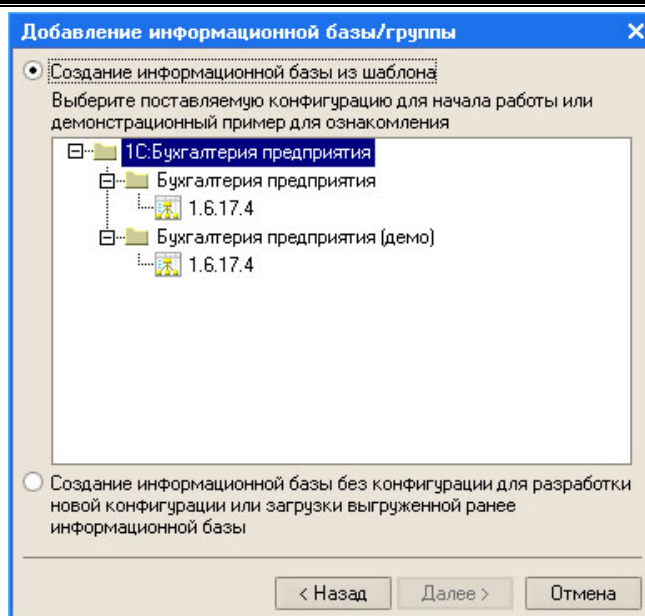 Добавление информационной базы/группы
Создание информационной базы из шаблона
Выберите поставляемую конфигурацию для начала работы или
демонстрационный пример для ознакомления
1С:Бухгалтерия предприятия
Бухгалтерия предприятия
1.6.17.4
Бухгалтерия предприятия (демо)
1.6.17.4
Создание информационной базы без конфигурации для разработки
новой конфигурации или загрузки выгруженной ранее
информационной базы
< Назад Далее > Отмена